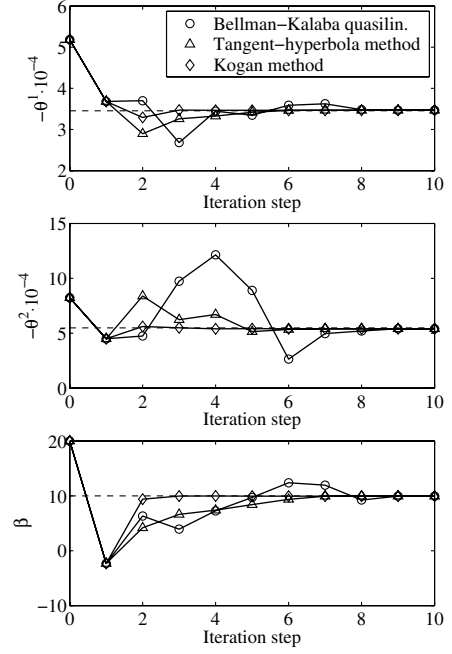 6
5
4
3
2
−θ¹·10⁻⁴
Bellman−Kalaba quasilin.
Tangent−hyperbola method
Kogan method
0 2 4 6 8 10
Iteration step
15
10
5
0
−θ²·10⁻⁴
0 2 4 6 8 10
Iteration step
20
10
0
−10
β
0 2 4 6 8 10
Iteration step